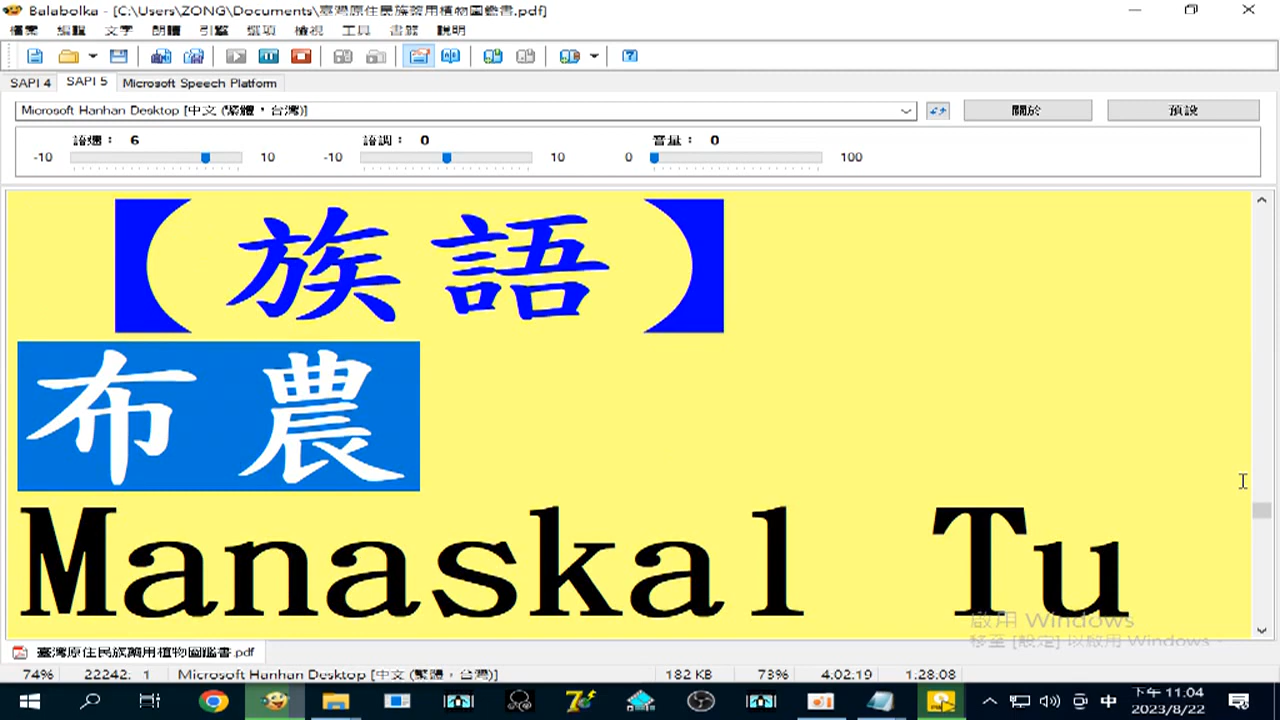 Balabolka - [C:\Users\ZONG\Documents\臺灣原住民族藥用植物圖鑑書.pdf]
檔案 編輯 文字 朗讀 引擎 選項 檢視 工具 書籤 說明
SAPI 4 SAPI 5 Microsoft Speech Platform
Microsoft Hanhan Desktop [中文 (繁體，台灣)] 關於 預設
語速： 6 語調： 0 音量： 0
-10 10 -10 10 0 100
（族語）
布農
Manaskal Tu
啟用 Windows
移至 [設定] 以啟用 Windows。
臺灣原住民族藥用植物圖鑑書.pdf
74% 22242: 1 Microsoft Hanhan Desktop [中文 (繁體，台灣)] 182 KB 79% 4.02.19 1.28.08
中 下午 11:04
2023/8/22